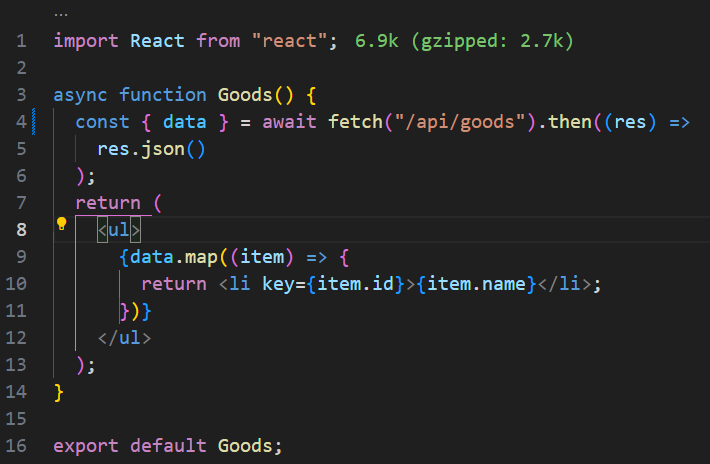 ...
1 import React from "react"; 6.9k (gzipped: 2.7k)
2
3 async function Goods() {
4   const { data } = await fetch("/api/goods").then((res) =>
5     res.json()
6   );
7   return (
8     <ul>
9       {data.map((item) => {
10         return <li key={item.id}>{item.name}</li>;
11       })}
12     </ul>
13   );
14 }
15
16 export default Goods;